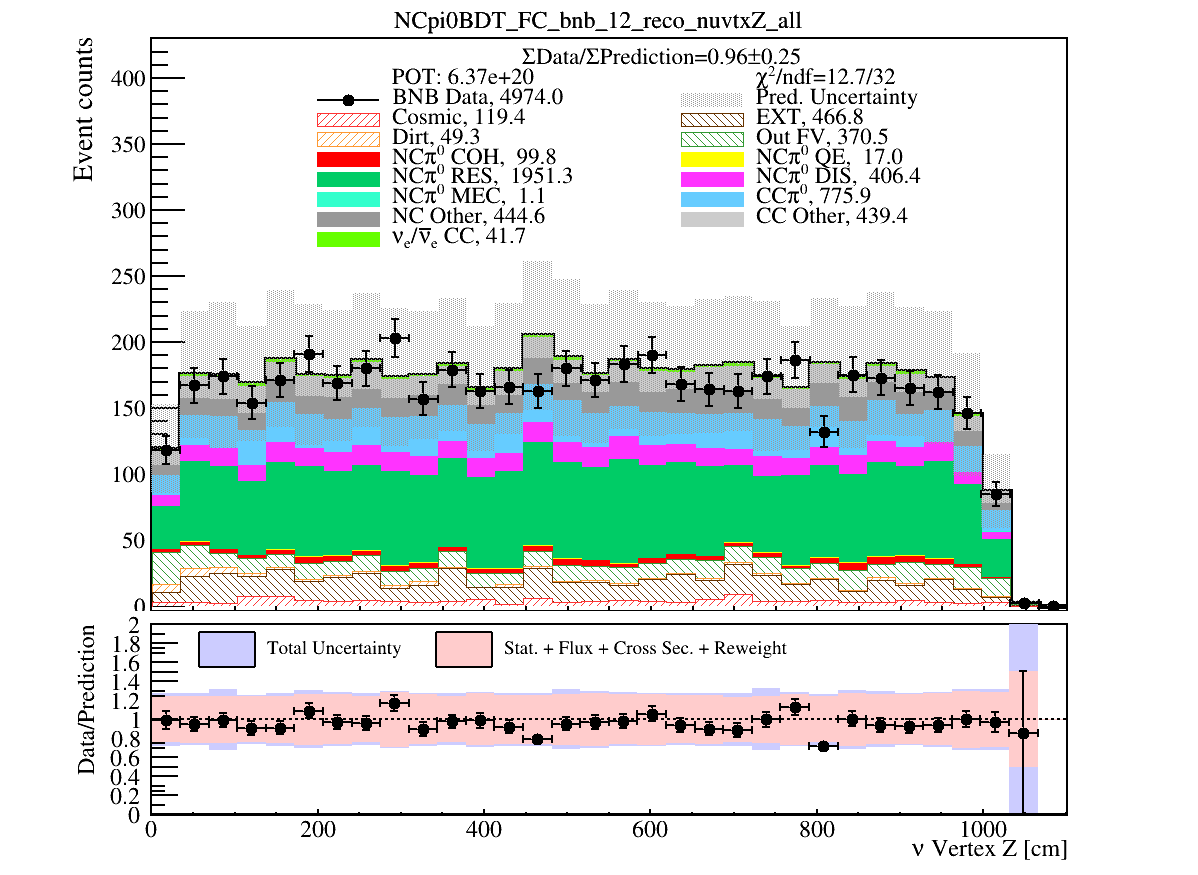 NCpi0BDT_FC_bnb_12_reco_nuvtxZ_all
ΣData/ΣPrediction=0.96±0.25
POT: 6.37e+20
χ²/ndf=12.7/32
BNB Data, 4974.0
Pred. Uncertainty
Cosmic, 119.4
EXT, 466.8
Dirt, 49.3
Out FV, 370.5
NCπ⁰ COH, 99.8
NCπ⁰ QE, 17.0
NCπ⁰ RES, 1951.3
NCπ⁰ DIS, 406.4
NCπ⁰ MEC, 1.1
CCπ⁰, 775.9
NC Other, 444.6
CC Other, 439.4
νₑ/ν̅ₑ CC, 41.7
Event counts
400
350
300
250
200
150
100
50
0
Total Uncertainty
Stat. + Flux + Cross Sec. + Reweight
Data/Prediction
2
1.8
1.6
1.4
1.2
1
0.8
0.6
0.4
0.2
0
0 200 400 600 800 1000
ν Vertex Z [cm]